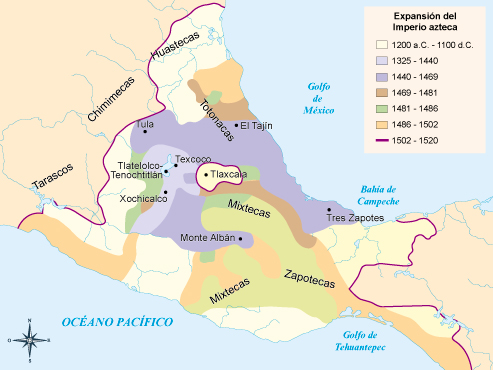 Expansión del
Imperio azteca
1200 a.C. - 1100 d.C.
1325 - 1440
1440 - 1469
1469 - 1481
1481 - 1486
1486 - 1502
1502 - 1520
Huastecas
Chimimecas
Totonacas
Golfo
de
México
Tula
El Tajín
Tarascos
Tlatelolco-
Tenochtitlán
Texcoco
Tlaxcala
Xochicalco
Mixtecas
Bahía de
Campeche
Tres Zapotes
Monte Albán
Zapotecas
Mixtecas
OCÉANO PACÍFICO
Golfo de
Tehuantepec